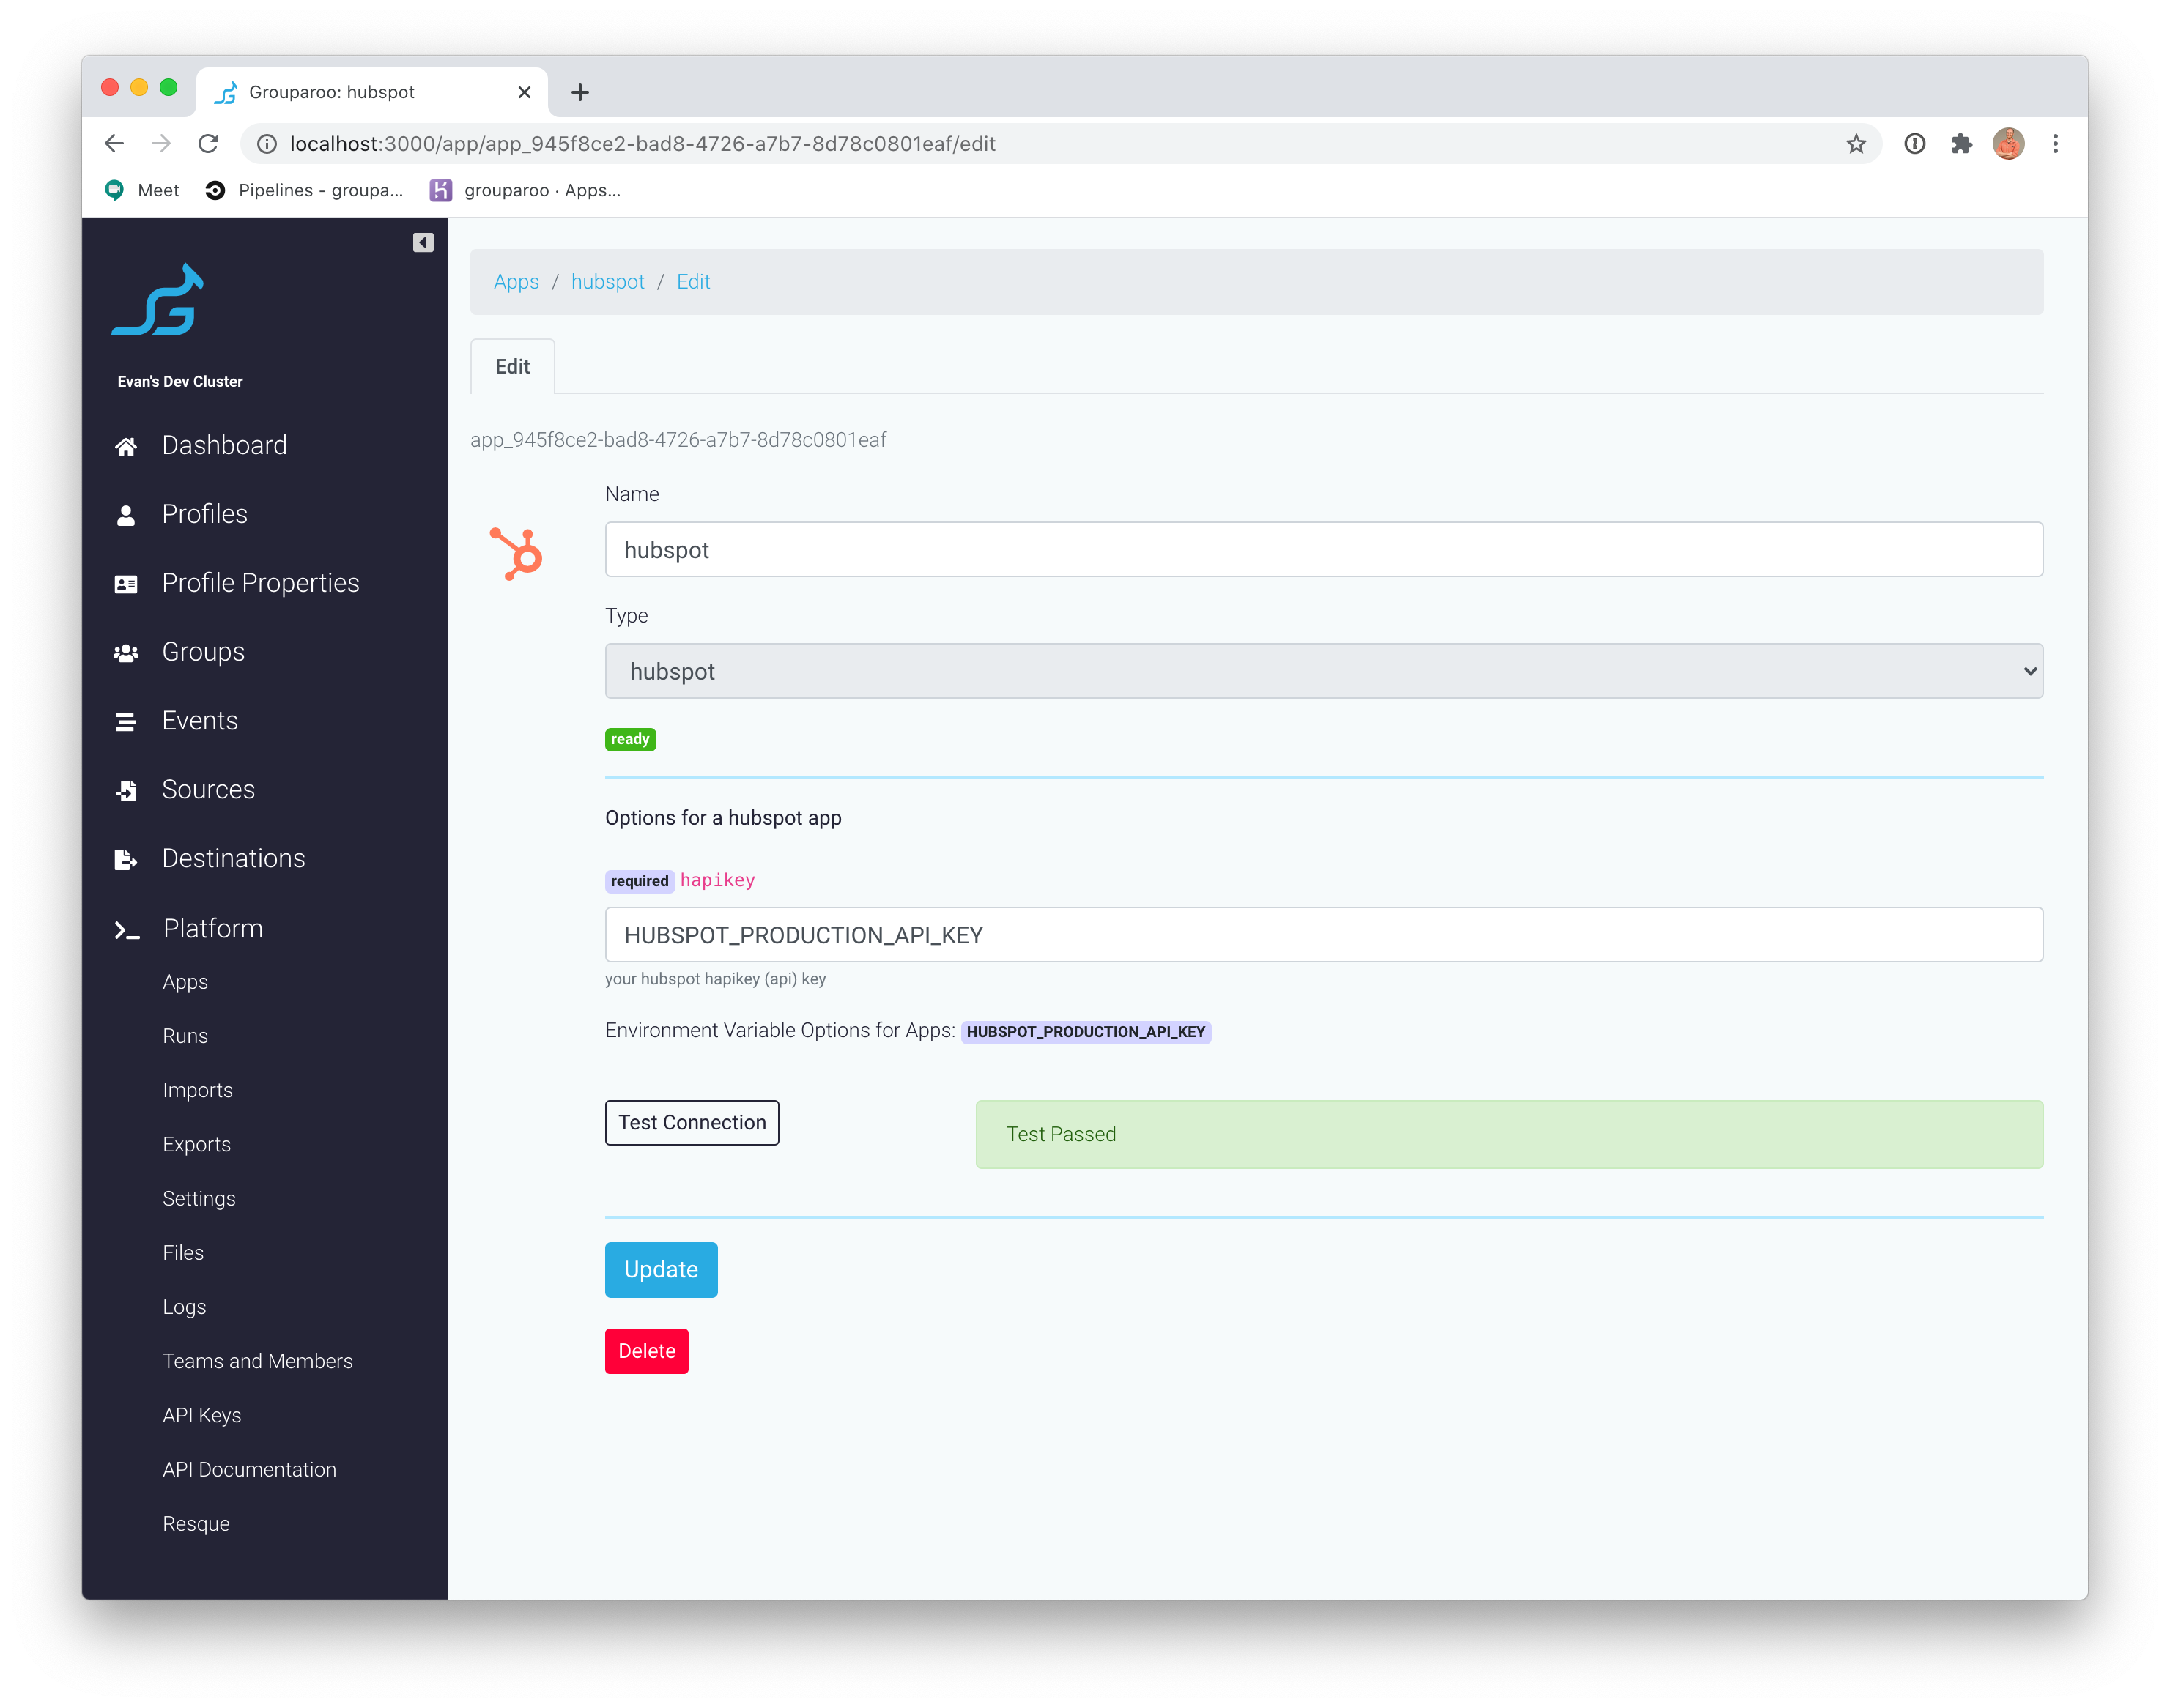 Grouparoo: hubspot
localhost:3000/app/app_945f8ce2-bad8-4726-a7b7-8d78c0801eaf/edit
Meet
Pipelines - groupa...
grouparoo · Apps...
Evan's Dev Cluster
Dashboard
Profiles
Profile Properties
Groups
Events
Sources
Destinations
Platform
Apps
Runs
Imports
Exports
Settings
Files
Logs
Teams and Members
API Keys
API Documentation
Resque
Apps / hubspot / Edit
Edit
app_945f8ce2-bad8-4726-a7b7-8d78c0801eaf
Name
hubspot
Type
hubspot
ready
Options for a hubspot app
required hapikey
HUBSPOT_PRODUCTION_API_KEY
your hubspot hapikey (api) key
Environment Variable Options for Apps: HUBSPOT_PRODUCTION_API_KEY
Test Connection
Test Passed
Update
Delete